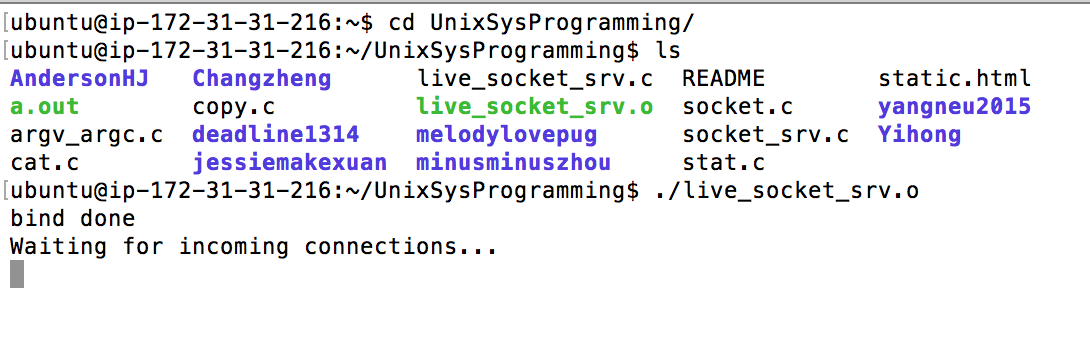 [ubuntu@ip-172-31-31-216:~$ cd UnixSysProgramming/
[ubuntu@ip-172-31-31-216:~/UnixSysProgramming$ ls
AndersonHJ Changzheng live_socket_srv.c README static.html
a.out copy.c live_socket_srv.o socket.c yangneu2015
argv_argc.c deadline1314 melodylovepug socket_srv.c Yihong
cat.c jessiemakexuan minusminuszhou stat.c
[ubuntu@ip-172-31-31-216:~/UnixSysProgramming$ ./live_socket_srv.o
bind done
Waiting for incoming connections...